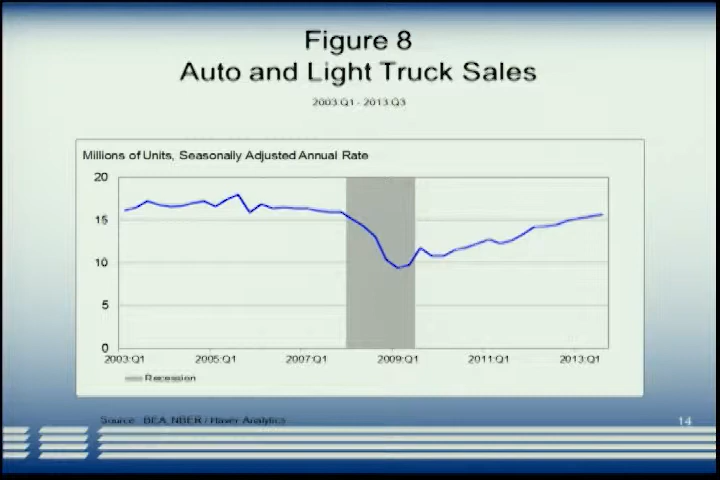 Figure 8
Auto and Light Truck Sales
2003:Q1 - 2013:Q3
Millions of Units, Seasonally Adjusted Annual Rate
20
15
10
5
0
2003:Q1 2005:Q1 2007:Q1 2009:Q1 2011:Q1 2013:Q1
Recession
Source: BEA, NBER / Haver Analytics
14